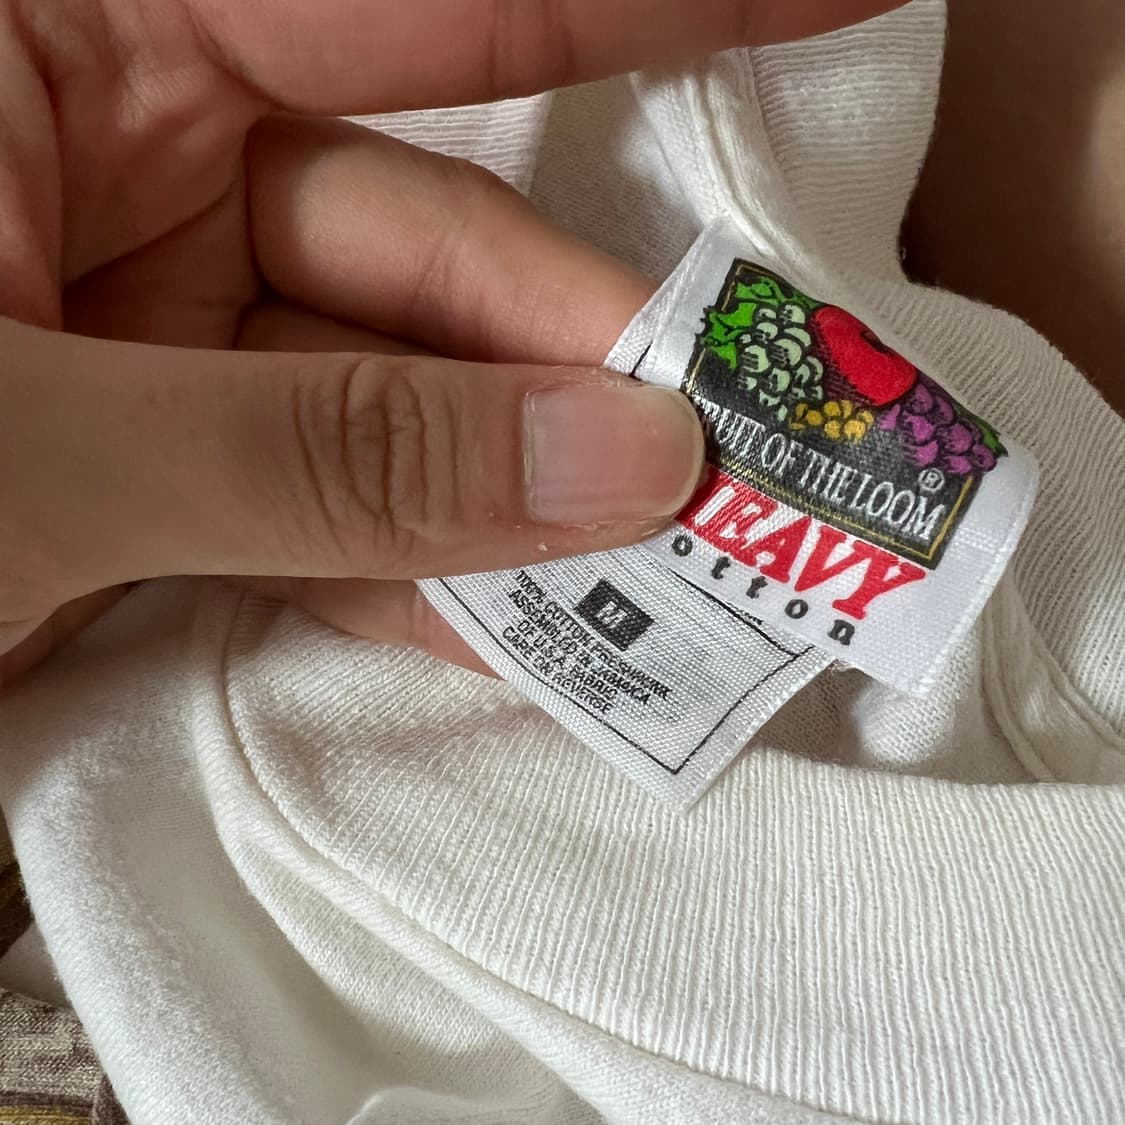 FRUIT OF THE LOOM®
HEAVY
cotton
M
100% COTTON PRESHRUNK
ASSEMBLED IN JAMAICA
OF U.S.A. FABRIC
CARE ON REVERSE